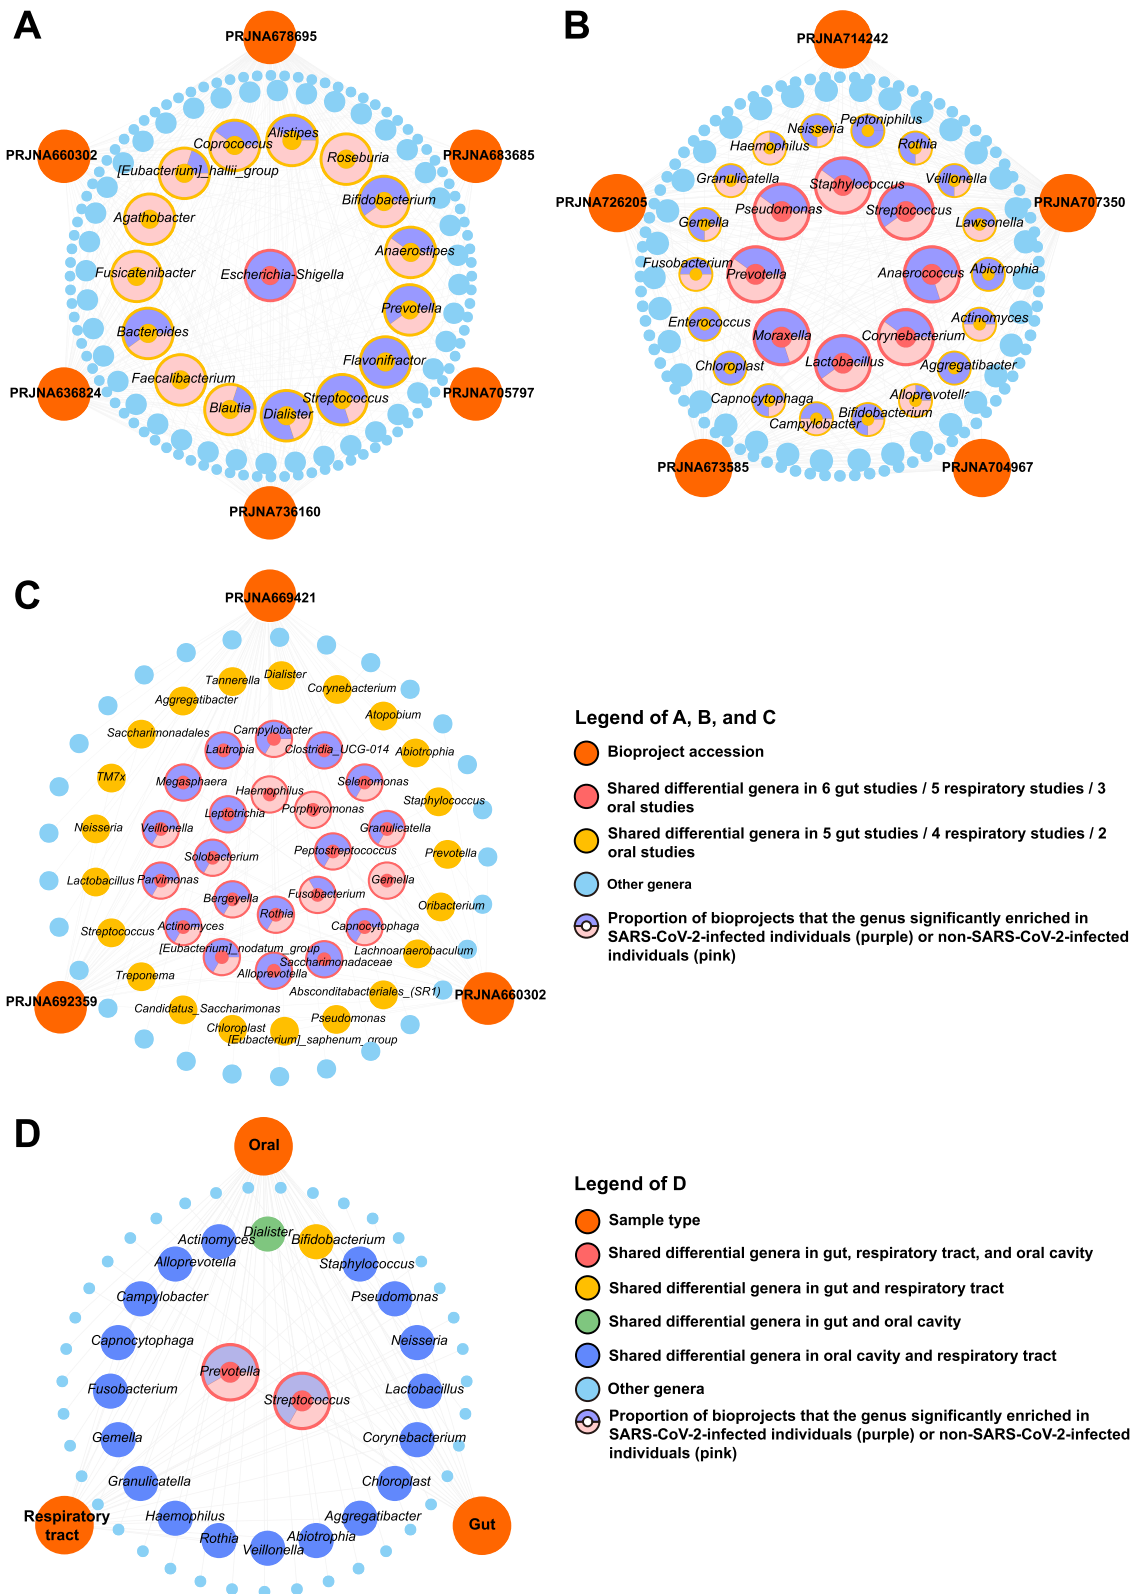 A
PRJNA678695
PRJNA660302
PRJNA683685
Coprococcus
Alistipes
Roseburia
[Eubacterium]_hallii_group
Bifidobacterium
Agathobacter
Anaerostipes
Fusicatenibacter
Escherichia-Shigella
Prevotella
Bacteroides
Flavonifractor
Faecalibacterium
Streptococcus
Blautia
Dialister
PRJNA636824
PRJNA705797
PRJNA736160
B
PRJNA714242
PRJNA726205
PRJNA707350
Peptoniphilus
Neisseria
Haemophilus
Rothia
Granulicatella
Staphylococcus
Veillonella
Pseudomonas
Streptococcus
Gemella
Lawsonella
Fusobacterium
Prevotella
Anaerococcus
Abiotrophia
Enterococcus
Moraxella
Corynebacterium
Actinomyces
Chloroplast
Lactobacillus
Aggregatibacter
Capnocytophaga
Alloprevotella
Campylobacter
Bifidobacterium
PRJNA673585
PRJNA704967
C
PRJNA669421
Tannerella
Dialister
Aggregatibacter
Corynebacterium
Saccharimonadales
Atopobium
Campylobacter
Lautropia
Clostridia_UCG-014
Abiotrophia
TM7x
Megasphaera
Haemophilus
Selenomonas
Leptotrichia
Porphyromonas
Staphylococcus
Neisseria
Veillonella
Granulicatella
Solobacterium
Peptostreptococcus
Prevotella
Lactobacillus
Parvimonas
Gemella
Bergeyella
Fusobacterium
Oribacterium
Streptococcus
Actinomyces
Rothia
Capnocytophaga
[Eubacterium]_nodatum_group
Lachnoanaerobaculum
Saccharimonadaceae
Treponema
Alloprevotella
Absconditabacteriales_(SR1)
PRJNA692359
PRJNA660302
Candidatus_Saccharimonas
Pseudomonas
Chloroplast
[Eubacterium]_saphenum_group
Legend of A, B, and C
Bioproject accession
Shared differential genera in 6 gut studies / 5 respiratory studies / 3
oral studies
Shared differential genera in 5 gut studies / 4 respiratory studies / 2
oral studies
Other genera
Proportion of bioprojects that the genus significantly enriched in
SARS-CoV-2-infected individuals (purple) or non-SARS-CoV-2-infected
individuals (pink)
D
Oral
Dialister
Actinomyces
Bifidobacterium
Alloprevotella
Staphylococcus
Campylobacter
Pseudomonas
Capnocytophaga
Neisseria
Prevotella
Fusobacterium
Streptococcus
Lactobacillus
Gemella
Corynebacterium
Granulicatella
Chloroplast
Haemophilus
Aggregatibacter
Rothia
Abiotrophia
Veillonella
Respiratory
tract
Gut
Legend of D
Sample type
Shared differential genera in gut, respiratory tract, and oral cavity
Shared differential genera in gut and respiratory tract
Shared differential genera in gut and oral cavity
Shared differential genera in oral cavity and respiratory tract
Other genera
Proportion of bioprojects that the genus significantly enriched in
SARS-CoV-2-infected individuals (purple) or non-SARS-CoV-2-infected
individuals (pink)